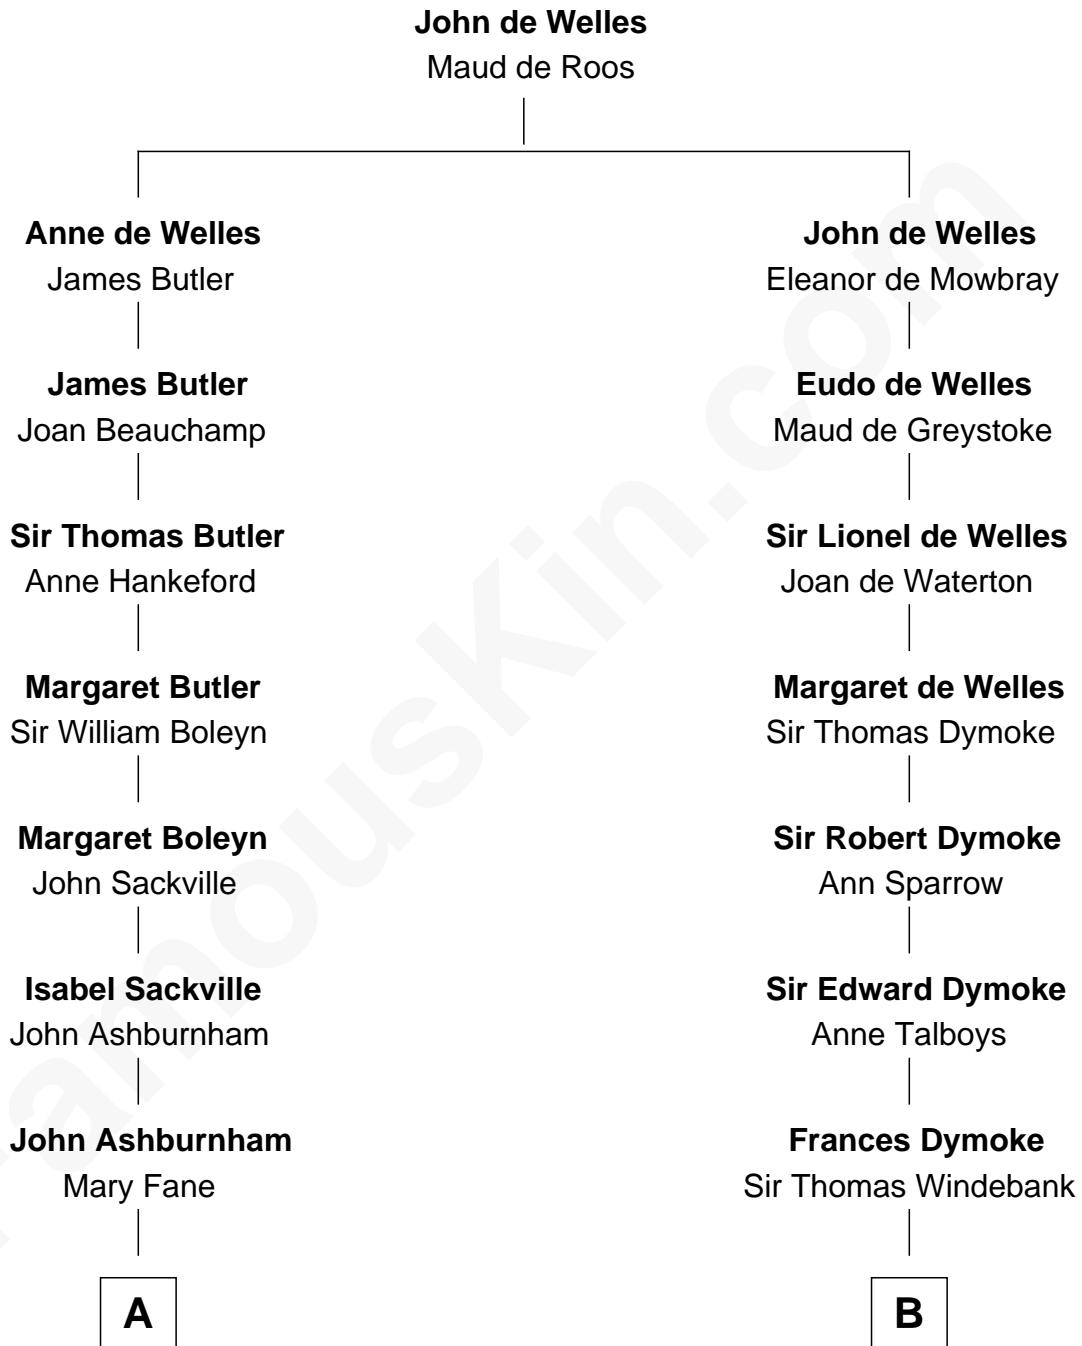 John de Welles
Maud de Roos
Anne de Welles
James Butler
John de Welles
Eleanor de Mowbray
James Butler
Joan Beauchamp
Eudo de Welles
Maud de Greystoke
Sir Thomas Butler
Anne Hankeford
Sir Lionel de Welles
Joan de Waterton
Margaret Butler
Sir William Boleyn
Margaret de Welles
Sir Thomas Dymoke
Margaret Boleyn
John Sackville
Sir Robert Dymoke
Ann Sparrow
Isabel Sackville
John Ashburnham
Sir Edward Dymoke
Anne Talboys
John Ashburnham
Mary Fane
Frances Dymoke
Sir Thomas Windebank
A
B
FamousKin.com